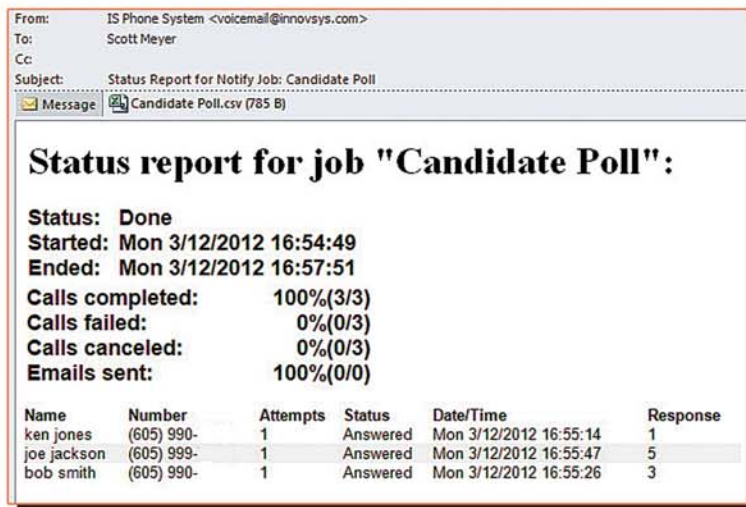 From: IS Phone System <voicemail@innovsys.com>
To: Scott Meyer
Cc:
Subject: Status Report for Notify Job: Candidate Poll
Message Candidate Poll.csv (785 B)
Status report for job "Candidate Poll":
Status: Done
Started: Mon 3/12/2012 16:54:49
Ended: Mon 3/12/2012 16:57:51
Calls completed: 100%(3/3)
Calls failed: 0%(0/3)
Calls canceled: 0%(0/3)
Emails sent: 100%(0/0)
Name Number Attempts Status Date/Time Response
ken jones (605) 990- 1 Answered Mon 3/12/2012 16:55:14 1
joe jackson (605) 999- 1 Answered Mon 3/12/2012 16:55:47 5
bob smith (605) 990- 1 Answered Mon 3/12/2012 16:55:26 3